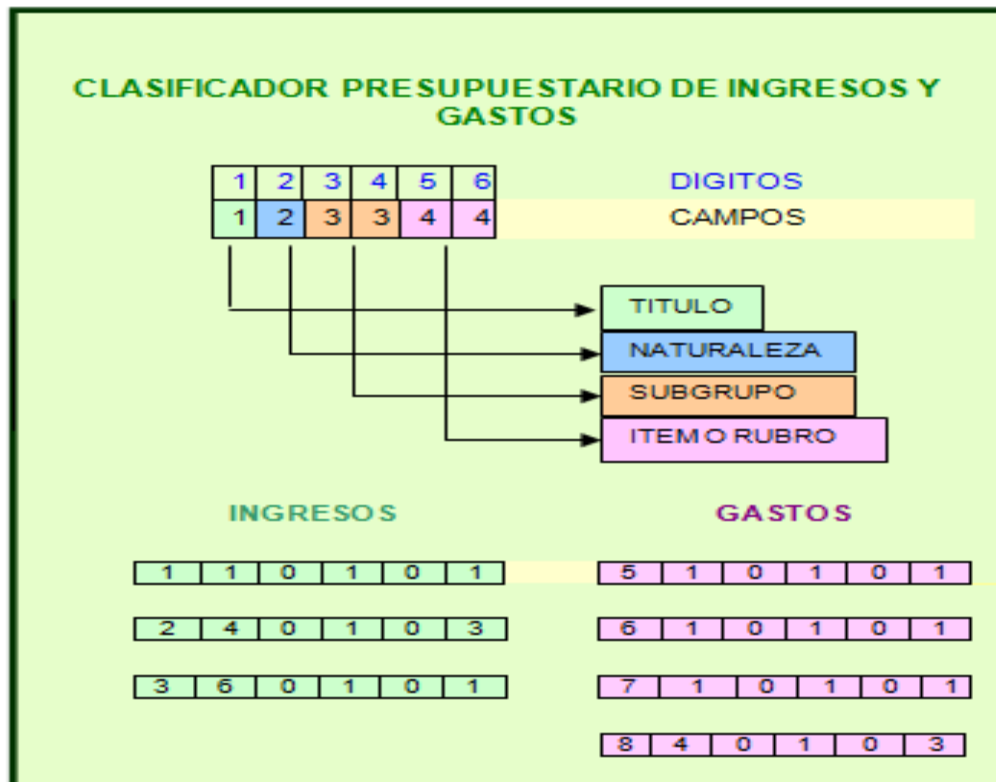 CLASIFICADOR PRESUPUESTARIO DE INGRESOS Y
GASTOS
1 2 3 4 5 6 DIGITOS
1 2 3 3 4 4 CAMPOS
TITULO
NATURALEZA
SUBGRUPO
ITEM O RUBRO
INGRESOS GASTOS
1 1 0 1 0 1 5 1 0 1 0 1
2 4 0 1 0 3 6 1 0 1 0 1
3 6 0 1 0 1 7 1 0 1 0 1
8 4 0 1 0 3